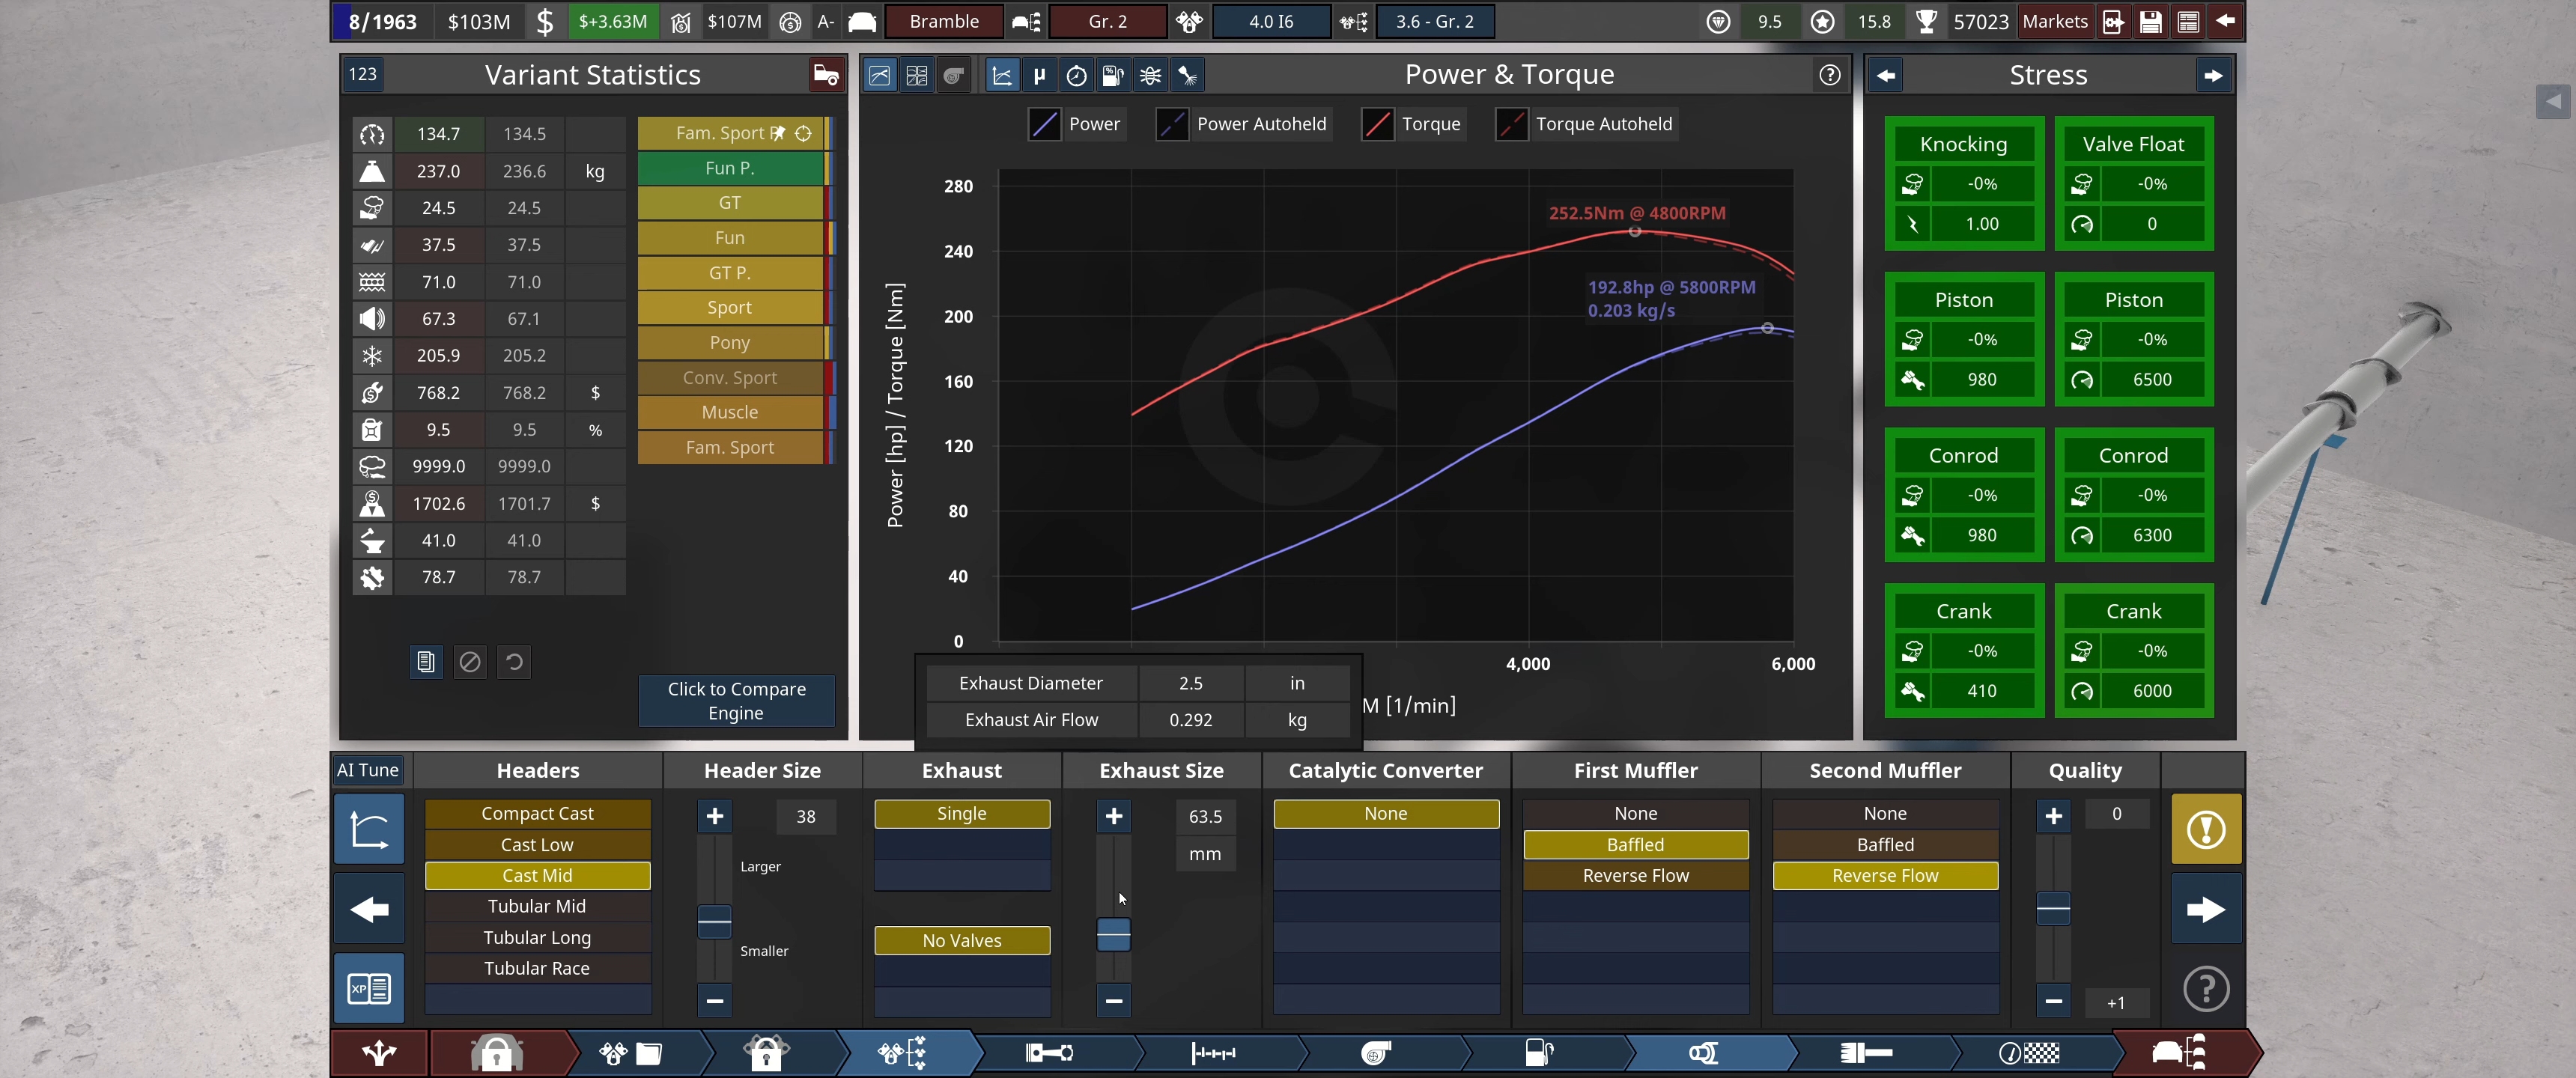 8/1963 $103M $+3.63M $107M A- Bramble Gr. 2 4.0 I6 3.6 - Gr. 2 9.5 15.8 57023 Markets
123 Variant Statistics
134.7 134.5
237.0 236.6 kg
24.5 24.5
37.5 37.5
71.0 71.0
67.3 67.1
205.9 205.2
768.2 768.2 $
9.5 9.5 %
9999.0 9999.0
1702.6 1701.7 $
41.0 41.0
78.7 78.7
Fam. Sport P
Fun P.
GT
Fun
GT P.
Sport
Pony
Conv. Sport
Muscle
Fam. Sport
Click to Compare
Engine
μ Power & Torque ?
Power Power Autoheld Torque Torque Autoheld
Power [hp] / Torque [Nm]
280
240
200
160
120
80
40
0
252.5Nm @ 4800RPM
192.8hp @ 5800RPM
0.203 kg/s
4,000 6,000
M [1/min]
Exhaust Diameter 2.5 in
Exhaust Air Flow 0.292 kg
Stress
Knocking Valve Float
-0% -0%
1.00 0
Piston Piston
-0% -0%
980 6500
Conrod Conrod
-0% -0%
980 6300
Crank Crank
-0% -0%
410 6000
AI Tune
XP
Headers
Compact Cast
Cast Low
Cast Mid
Tubular Mid
Tubular Long
Tubular Race
Header Size
+ 38
Larger
Smaller
−
Exhaust
Single
No Valves
Exhaust Size
+ 63.5
mm
−
Catalytic Converter
None
First Muffler
None
Baffled
Reverse Flow
Second Muffler
None
Baffled
Reverse Flow
Quality
+ 0
− +1
!
?